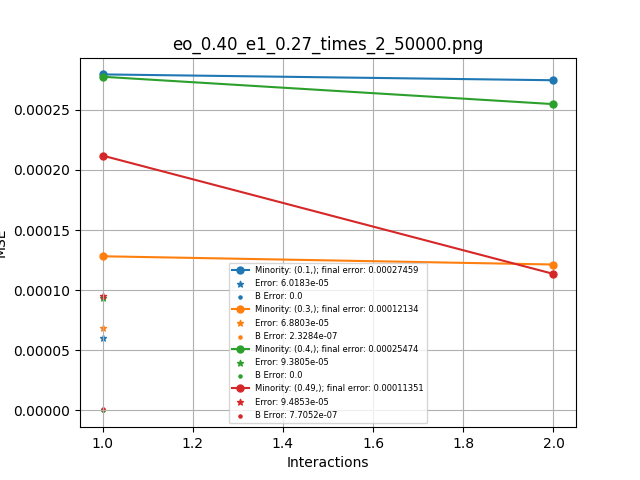 eo_0.40_e1_0.27_times_2_50000.png
0.00025
0.00020
0.00015
0.00010
0.00005
0.00000
MSE
Minority: (0.1,); final error: 0.00027459
Error: 6.0183e-05
B Error: 0.0
Minority: (0.3,); final error: 0.00012134
Error: 6.8803e-05
B Error: 2.3284e-07
Minority: (0.4,); final error: 0.00025474
Error: 9.3805e-05
B Error: 0.0
Minority: (0.49,); final error: 0.00011351
Error: 9.4853e-05
B Error: 7.7052e-07
1.0 1.2 1.4 1.6 1.8 2.0
Interactions